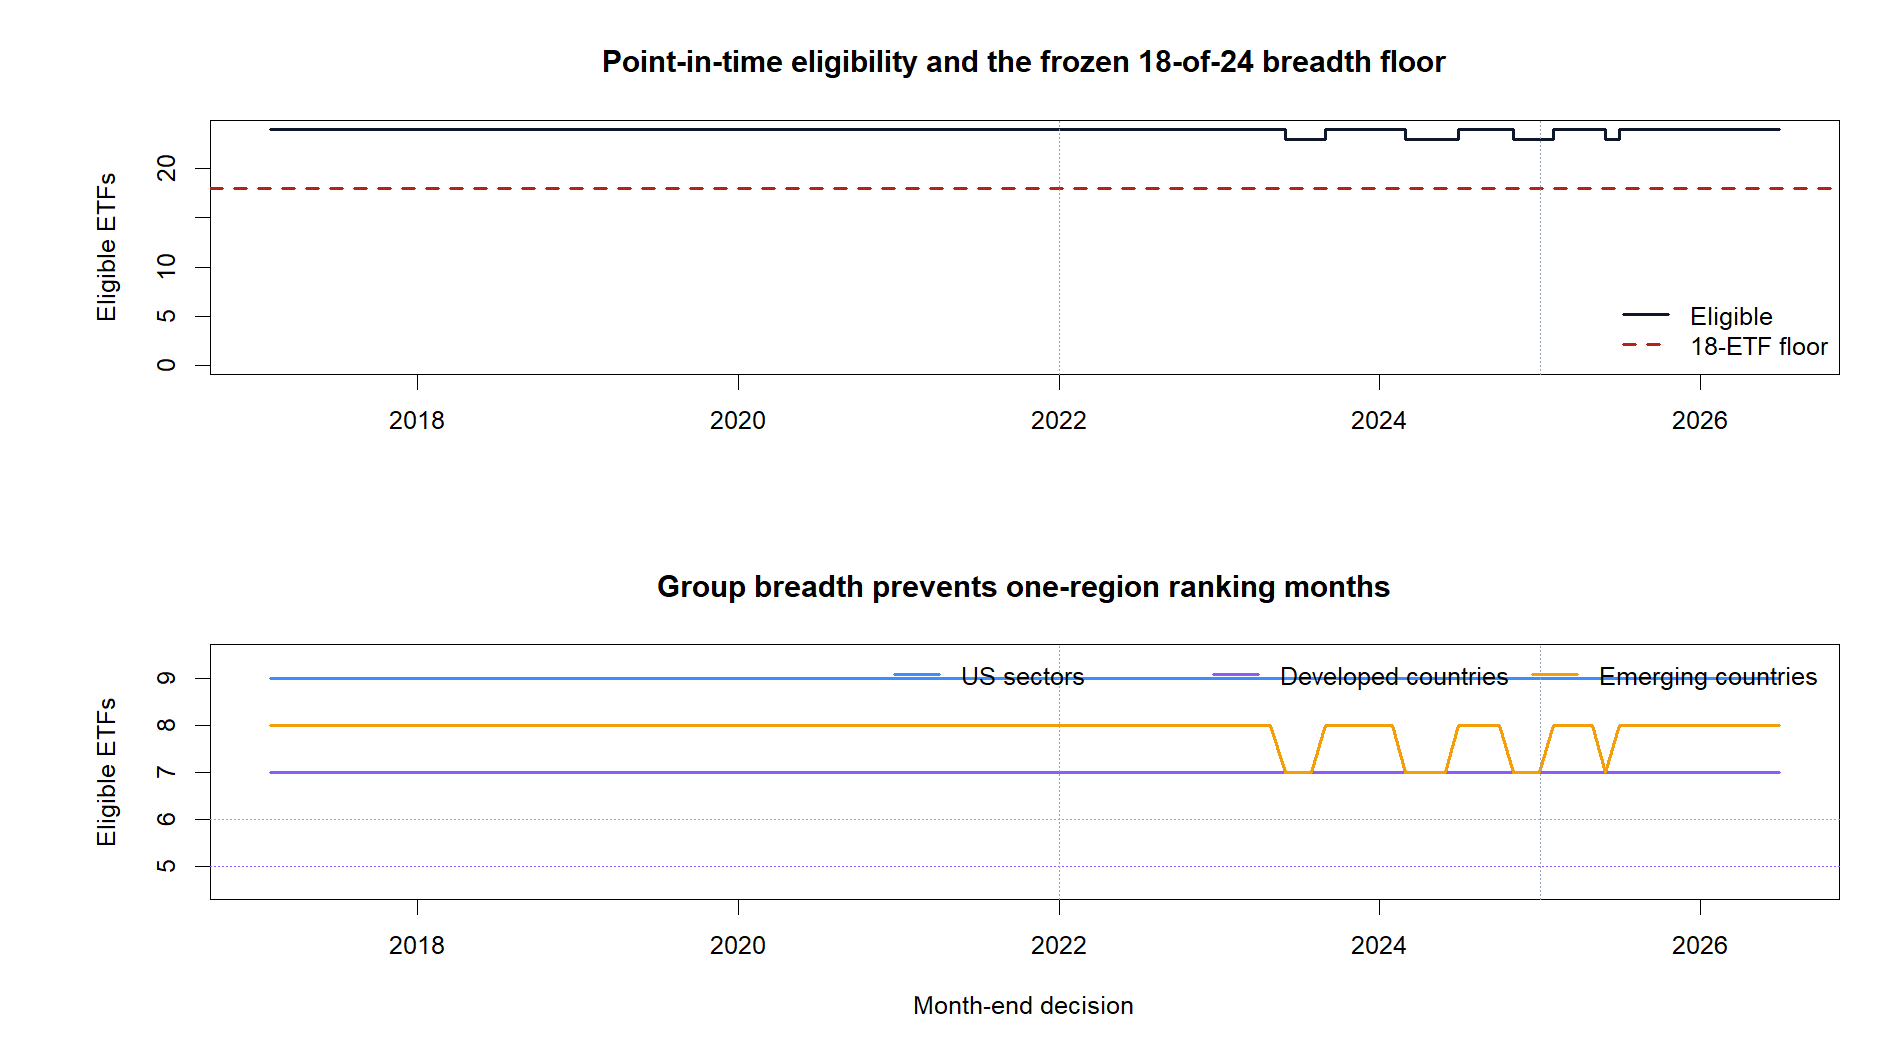 Point-in-time eligibility and the frozen 18-of-24 breadth floor
Eligible ETFs
20
10
5
0
Eligible
18-ETF floor
2018 2020 2022 2024 2026
Group breadth prevents one-region ranking months
Eligible ETFs
9
8
7
6
5
US sectors Developed countries Emerging countries
2018 2020 2022 2024 2026
Month-end decision